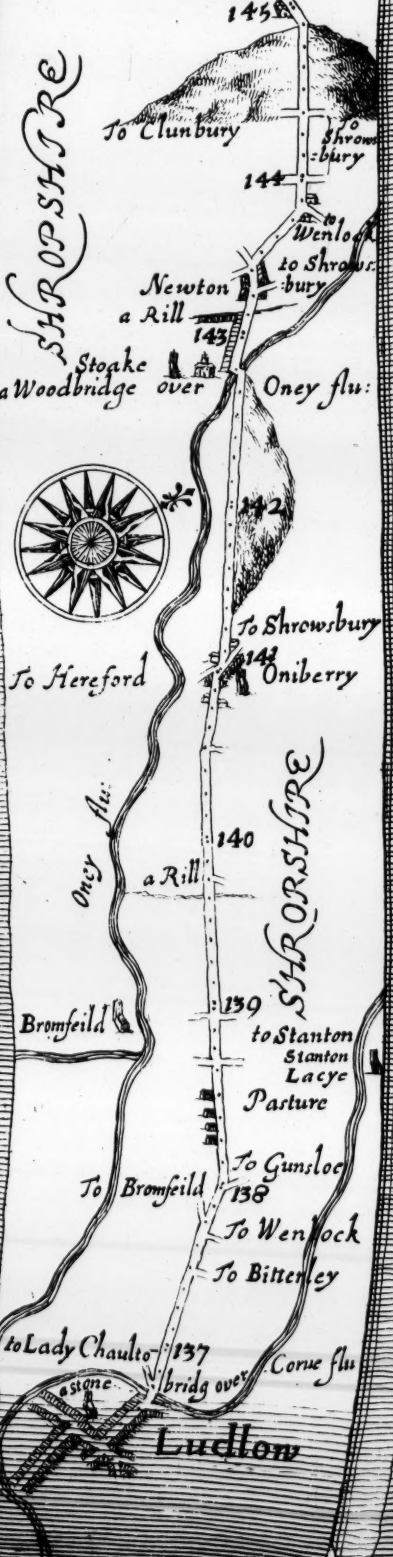 145
SHROPSHIRE
To Clunbury
to
Shrows
:bury
144
to
Wenlock
to Shrows:
:bury
Newton
a Rill
143
Stoake
a Woodbridge over Oney flu:
142
To Shrowsbury
141
Oniberry
To Hereford
SHRORSHIRE
140
Oney flu:
a Rill
139
Bromfeild
to Stanton
Stanton
Lacye
Pasture
To Gunsloe
To Bromfeild
138
To Wenlock
To Bitterley
to Lady Chaulto
137
a stone bridg over Corue flu
Ludlow